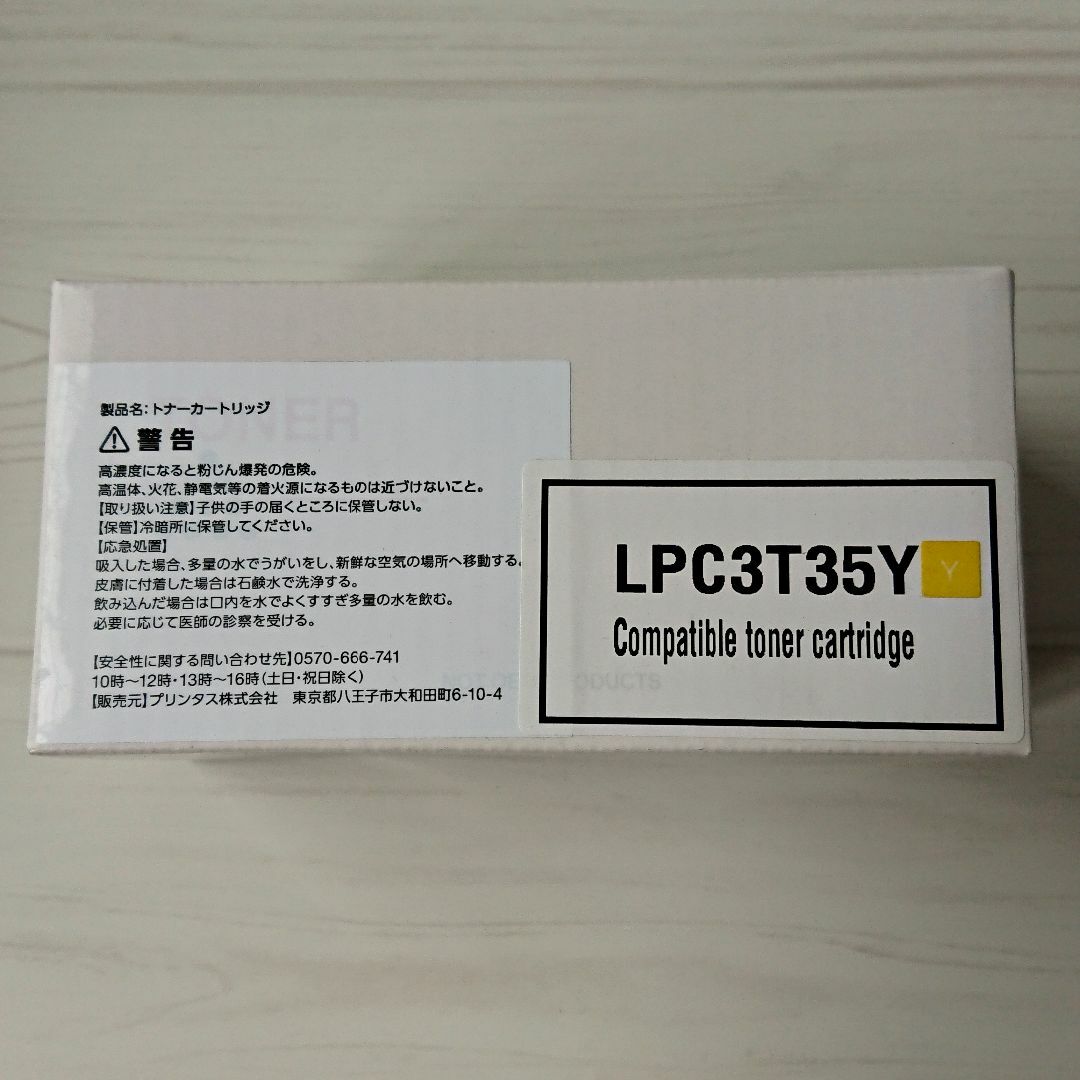 製品名：トナーカートリッジ
警告
高濃度になると粉じん爆発の危険。
高温体、火花、静電気等の着火源になるものは近づけないこと。
【取り扱い注意】子供の手の届くところに保管しない。
【保管】冷暗所に保管してください。
【応急処置】
吸入した場合、多量の水でうがいをし、新鮮な空気の場所へ移動する。
皮膚に付着した場合は石鹸水で洗浄する。
飲み込んだ場合は口内を水でよくすすぎ多量の水を飲む。
必要に応じて医師の診察を受ける。
【安全性に関する問い合わせ先】0570-666-741
10時～12時・13時～16時（土日・祝日除く）
【販売元】プリンタス株式会社　東京都八王子市大和田町6-10-4
LPC3T35Y
Y
Compatible toner cartridge